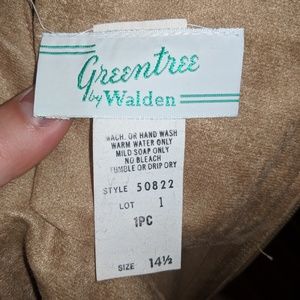 Greentree
by Walden
WACH. OR HAND WASH
WARM WATER ONLY
MILD SOAP ONLY
NO BLEACH
TUMBLE OR DRIP DRY
STYLE 50822
LOT 1
1PC
SIZE 14½